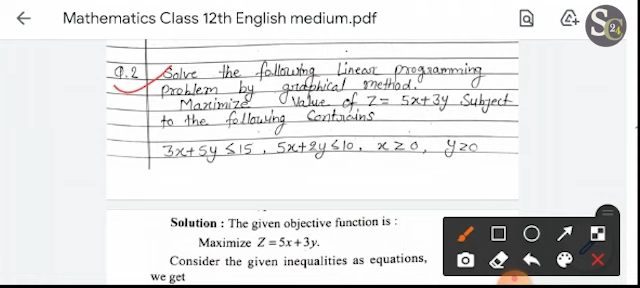 Mathematics Class 12th English medium.pdf
Q.2 Solve the following Linear programming
problem by graphical method.
Maximize Value of Z = 5x+3y Subject
to the following Contrains
3x+5y ≤ 15, 5x+2y ≤ 10, x ≥ 0, y ≥ 0
Solution : The given objective function is :
Maximize Z = 5x + 3y.
Consider the given inequalities as equations,
we get